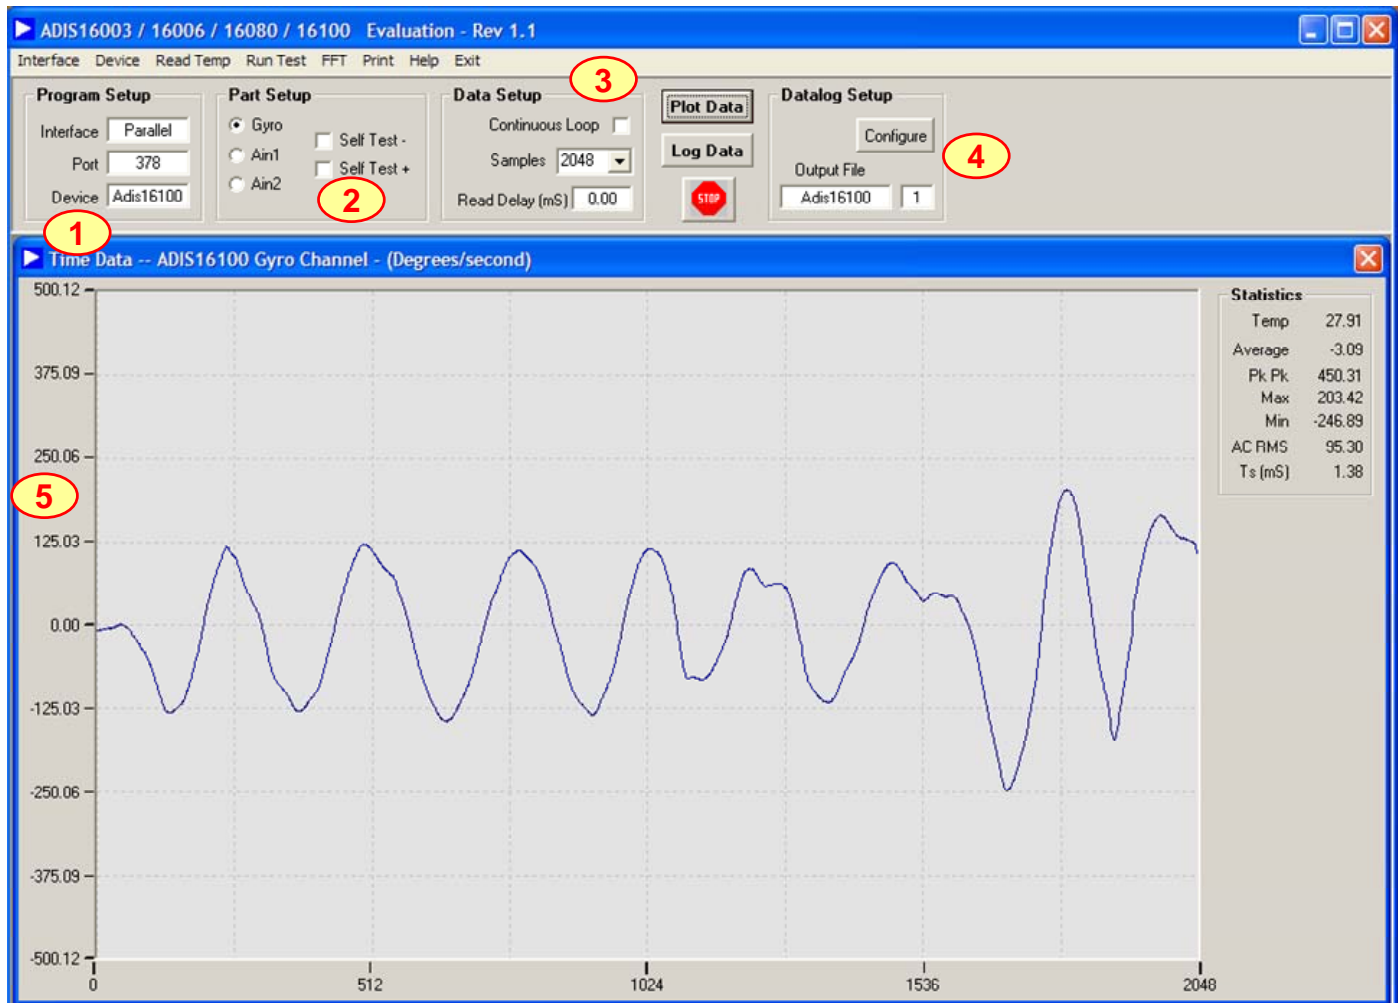 ADIS16003 / 16006 / 16080 / 16100 Evaluation - Rev 1.1
Interface Device Read Temp Run Test FFT Print Help Exit
Program Setup
Interface Parallel
Port 378
Device Adis16100
1
Part Setup
Gyro
Ain1
Ain2
Self Test -
Self Test +
2
Data Setup
3
Continuous Loop
Samples 2048
Read Delay (mS) 0.00
Plot Data
Log Data
STOP
Datalog Setup
Configure
4
Output File
Adis16100 1
Time Data -- ADIS16100 Gyro Channel - (Degrees/second)
500.12
375.09
250.06
5
125.03
0.00
-125.03
-250.06
-375.09
-500.12
0 512 1024 1536 2048
Statistics
Temp 27.91
Average -3.09
Pk Pk 450.31
Max 203.42
Min -246.89
AC RMS 95.30
Ts (mS) 1.38